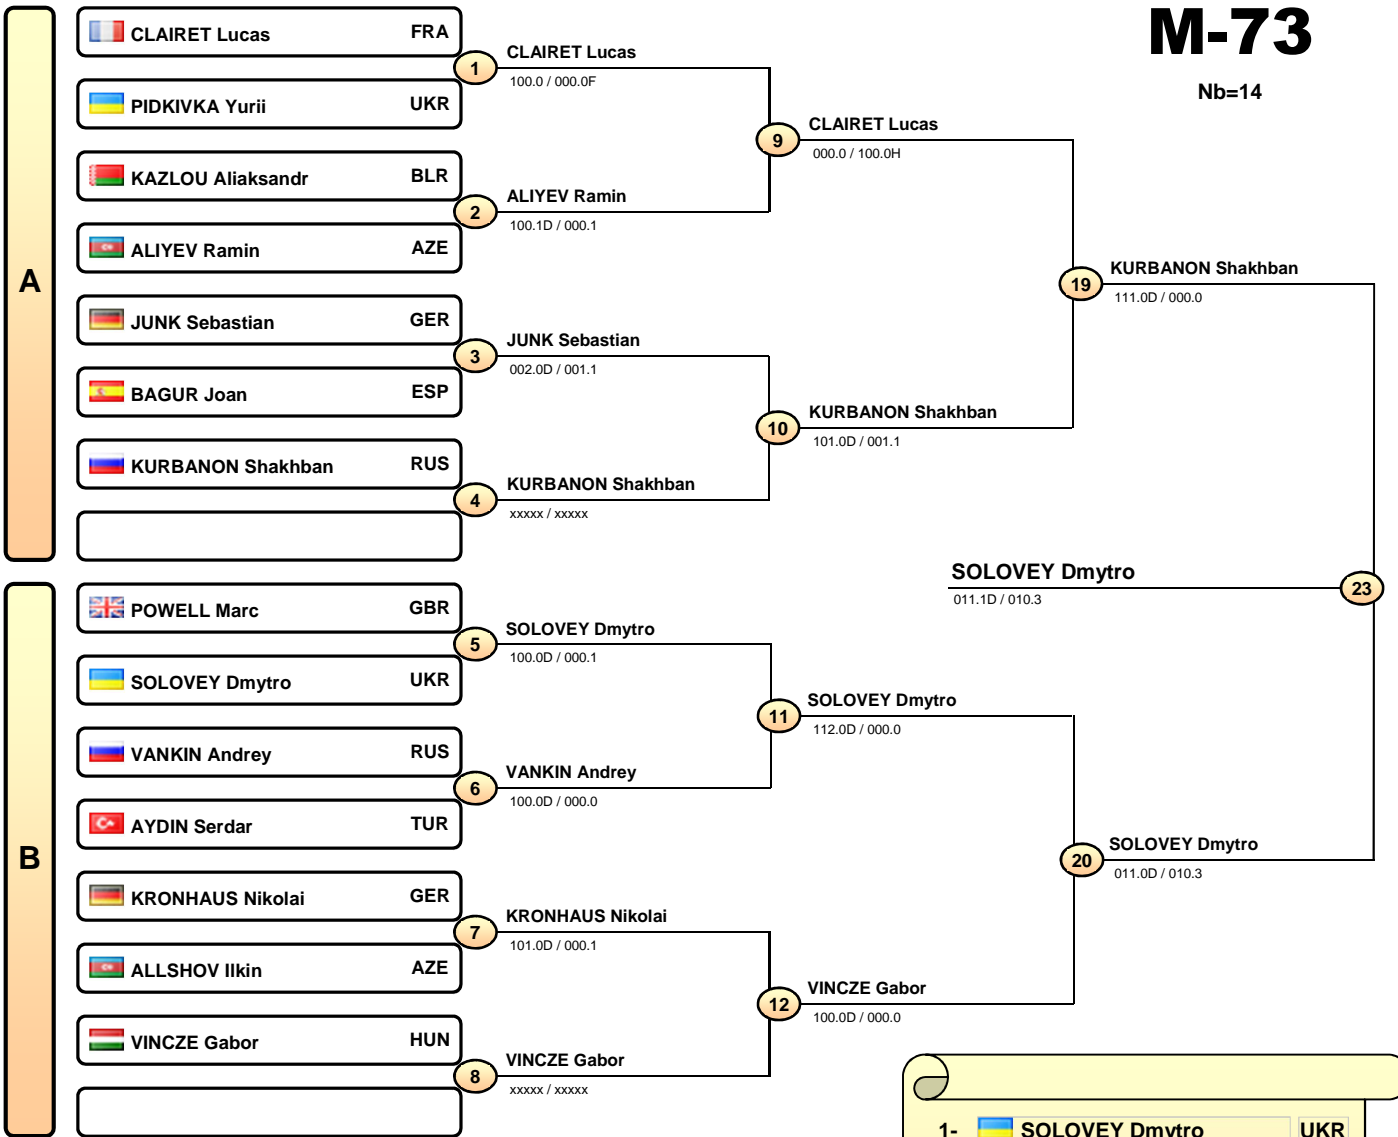 M-73
Nb=14
A
CLAIRET Lucas FRA
PIDKIVKA Yurii UKR
KAZLOU Aliaksandr BLR
ALIYEV Ramin AZE
JUNK Sebastian GER
BAGUR Joan ESP
KURBANON Shakhban RUS
B
POWELL Marc GBR
SOLOVEY Dmytro UKR
VANKIN Andrey RUS
AYDIN Serdar TUR
KRONHAUS Nikolai GER
ALLSHOV Ilkin AZE
VINCZE Gabor HUN
1 CLAIRET Lucas
100.0 / 000.0F
2 ALIYEV Ramin
100.1D / 000.1
3 JUNK Sebastian
002.0D / 001.1
4 KURBANON Shakhban
xxxxx / xxxxx
5 SOLOVEY Dmytro
100.0D / 000.1
6 VANKIN Andrey
100.0D / 000.0
7 KRONHAUS Nikolai
101.0D / 000.1
8 VINCZE Gabor
xxxxx / xxxxx
9 CLAIRET Lucas
000.0 / 100.0H
10 KURBANON Shakhban
101.0D / 001.1
11 SOLOVEY Dmytro
112.0D / 000.0
12 VINCZE Gabor
100.0D / 000.0
19 KURBANON Shakhban
111.0D / 000.0
20 SOLOVEY Dmytro
011.0D / 010.3
SOLOVEY Dmytro 23
011.1D / 010.3
1- SOLOVEY Dmytro UKR